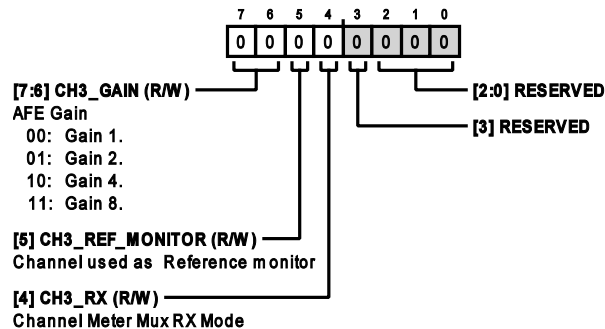 7 6 5 4 3 2 1 0
0 0 0 0 0 0 0 0
[7:6] CH3_GAIN (R/W)
AFE Gain
00: Gain 1.
01: Gain 2.
10: Gain 4.
11: Gain 8.
[5] CH3_REF_MONITOR (R/W)
Channel used as Reference monitor
[4] CH3_RX (R/W)
Channel Meter Mux RX Mode
[2:0] RESERVED
[3] RESERVED